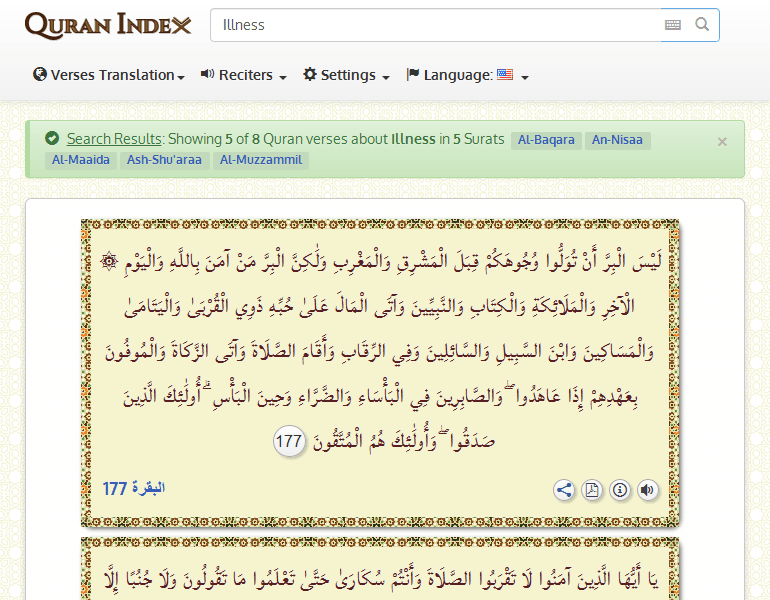 QURAN INDEX
Illness
Verses Translation
Reciters
Settings
Language:
Search Results: Showing 5 of 8 Quran verses about Illness in 5 Surats Al-Baqara An-Nisaa
Al-Maaida Ash-Shu'araa Al-Muzzammil
×
۞ لَيْسَ الْبِرَّ أَنْ تُوَلُّوا وُجُوهَكُمْ قِبَلَ الْمَشْرِقِ وَالْمَغْرِبِ وَلَٰكِنَّ الْبِرَّ مَنْ آمَنَ بِاللَّهِ وَالْيَوْمِ
الْآخِرِ وَالْمَلَائِكَةِ وَالْكِتَابِ وَالنَّبِيِّينَ وَآتَى الْمَالَ عَلَىٰ حُبِّهِ ذَوِي الْقُرْبَىٰ وَالْيَتَامَىٰ
وَالْمَسَاكِينَ وَابْنَ السَّبِيلِ وَالسَّائِلِينَ وَفِي الرِّقَابِ وَأَقَامَ الصَّلَاةَ وَآتَى الزَّكَاةَ وَالْمُوفُونَ
بِعَهْدِهِمْ إِذَا عَاهَدُوا ۖ وَالصَّابِرِينَ فِي الْبَأْسَاءِ وَالضَّرَّاءِ وَحِينَ الْبَأْسِ ۗ أُولَٰئِكَ الَّذِينَ
صَدَقُوا ۖ وَأُولَٰئِكَ هُمُ الْمُتَّقُونَ 177
البقرة 177
يَا أَيُّهَا الَّذِينَ آمَنُوا لَا تَقْرَبُوا الصَّلَاةَ وَأَنْتُمْ سُكَارَىٰ حَتَّىٰ تَعْلَمُوا مَا تَقُولُونَ وَلَا جُنُبًا إِلَّا